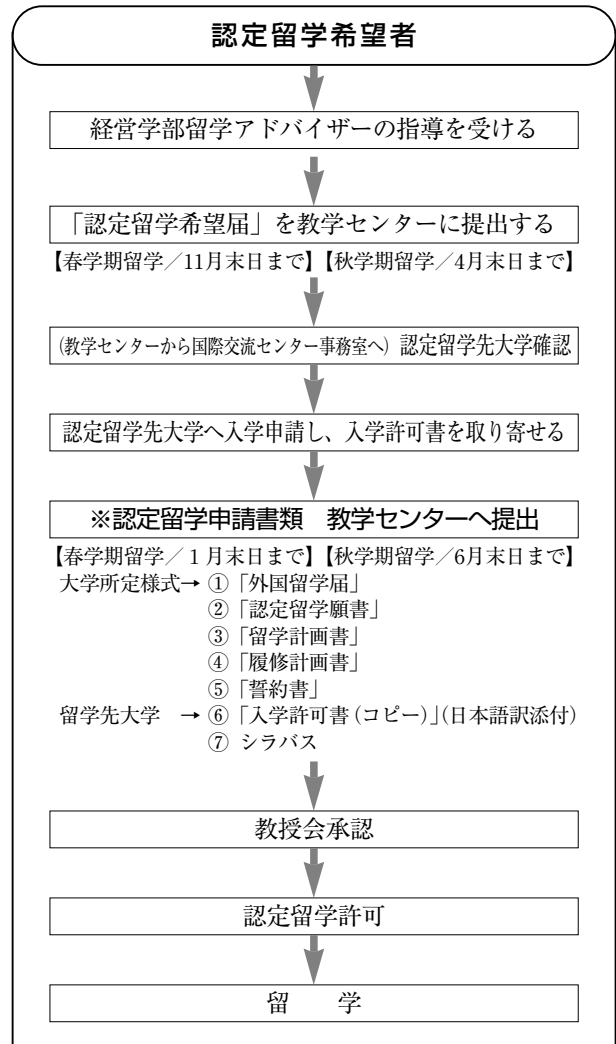 認定留学希望者
経営学部留学アドバイザーの指導を受ける
「認定留学希望届」を教学センターに提出する
【春学期留学／11月末日まで】【秋学期留学／4月末日まで】
(教学センターから国際交流センター事務室へ) 認定留学先大学確認
認定留学先大学へ入学申請し、入学許可書を取り寄せる
※認定留学申請書類　教学センターへ提出
【春学期留学／１月末日まで】【秋学期留学／6月末日まで】
大学所定様式→ ①「外国留学届」
②「認定留学願書」
③「留学計画書」
④「履修計画書」
⑤「誓約書」
留学先大学　→ ⑥「入学許可書 (コピー)」(日本語訳添付)
⑦ シラバス
教授会承認
認定留学許可
留　　学